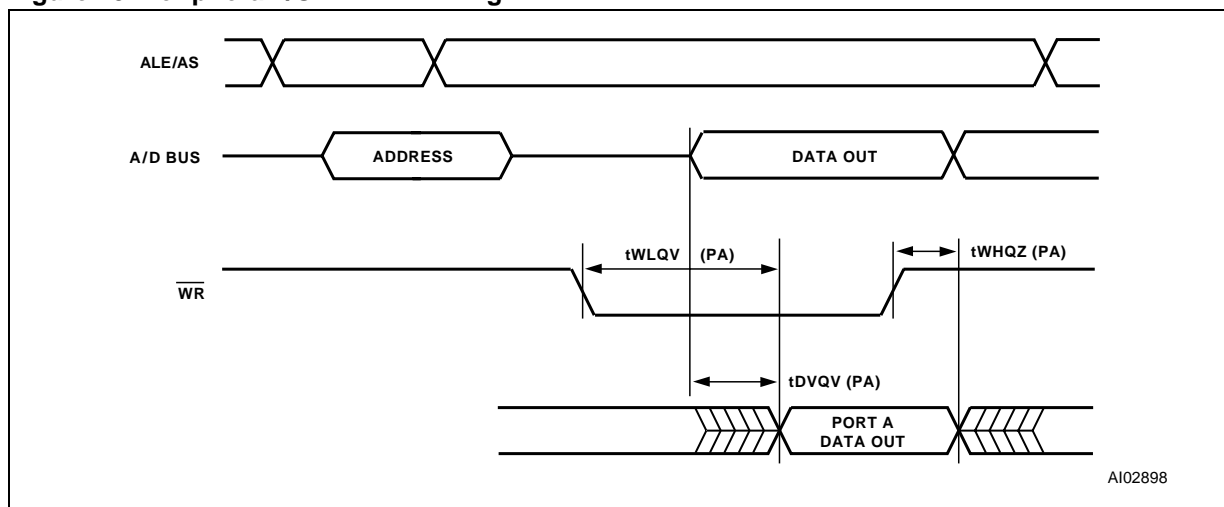 ALE/AS
A/D BUS
ADDRESS
DATA OUT
tWLQV (PA)
tWHQZ (PA)
WR
tDVQV (PA)
PORT A
DATA OUT
AI02898